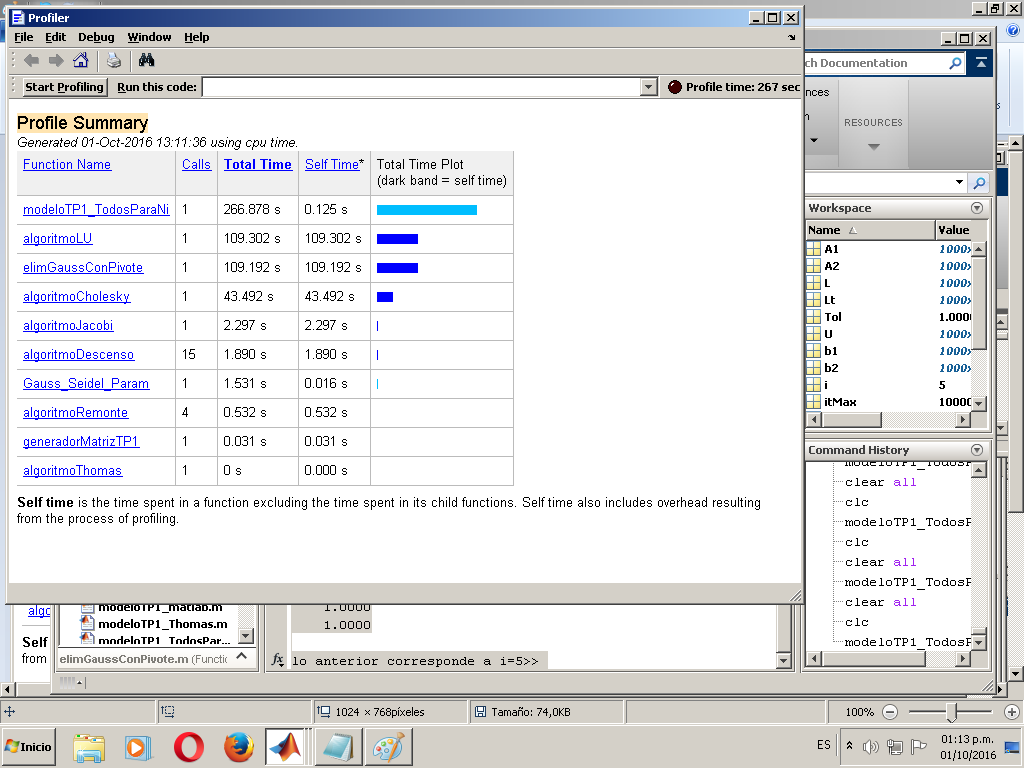 Profiler
File Edit Debug Window Help
Start Profiling Run this code: Profile time: 267 sec
Profile Summary
Generated 01-Oct-2016 13:11:36 using cpu time.
Function Name Calls Total Time Self Time* Total Time Plot
(dark band = self time)
modeloTP1_TodosParaNi 1 266.878 s 0.125 s
algoritmoLU 1 109.302 s 109.302 s
elimGaussConPivote 1 109.192 s 109.192 s
algoritmoCholesky 1 43.492 s 43.492 s
algoritmoJacobi 1 2.297 s 2.297 s
algoritmoDescenso 15 1.890 s 1.890 s
Gauss_Seidel_Param 1 1.531 s 0.016 s
algoritmoRemonte 4 0.532 s 0.532 s
generadorMatrizTP1 1 0.031 s 0.031 s
algoritmoThomas 1 0 s 0.000 s
Self time is the time spent in a function excluding the time spent in its child functions. Self time also includes overhead resulting
from the process of profiling.
ch Documentation
nces
RESOURCES
Workspace
Name Value
A1 1000x
A2 1000x
L 1000x
Lt 1000x
Tol 1.0000
U 1000x
b1 1000x
b2 1000x
i 5
itMax 10000
Command History
modeloTP1_TodosP
clear all
clc
modeloTP1_TodosP
clc
clear all
modeloTP1_TodosP
clear all
clc
modeloTP1_TodosP
algo
Self
from
modeloTP1_matlab.m
modeloTP1_Thomas.m
modeloTP1_TodosPar...
elimGaussConPivote.m (Functic
1.0000
1.0000
fx lo anterior corresponde a i=5>>
1024 × 768píxeles Tamaño: 74,0KB 100%
Inicio ES 01:13 p.m.
01/10/2016